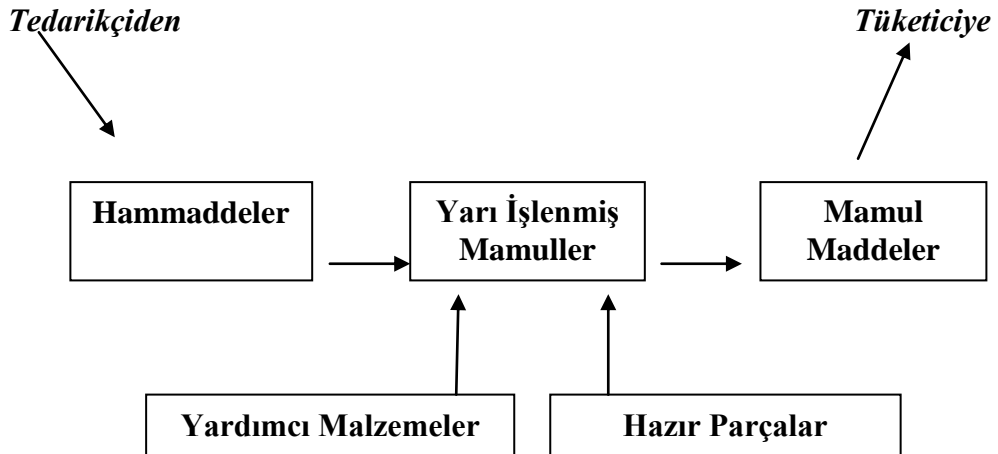 Tedarikçiden
Tüketiciye
Hammaddeler
Yarı İşlenmiş
Mamuller
Mamul
Maddeler
Yardımcı Malzemeler
Hazır Parçalar